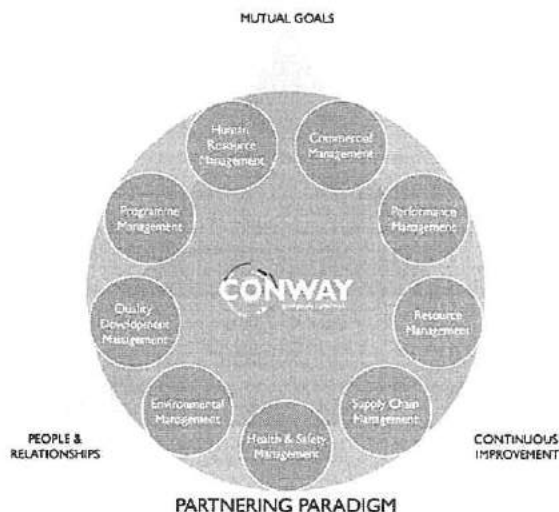 MUTUAL GOALS
Human
Resource
Management
Commercial
Management
Programme
Management
Performance
Management
CONWAY
Quality
Development
Management
Resource
Management
Environmental
Management
Supply Chain
Management
Health & Safety
Management
PEOPLE &
RELATIONSHIPS
CONTINUOUS
IMPROVEMENT
PARTNERING PARADIGM